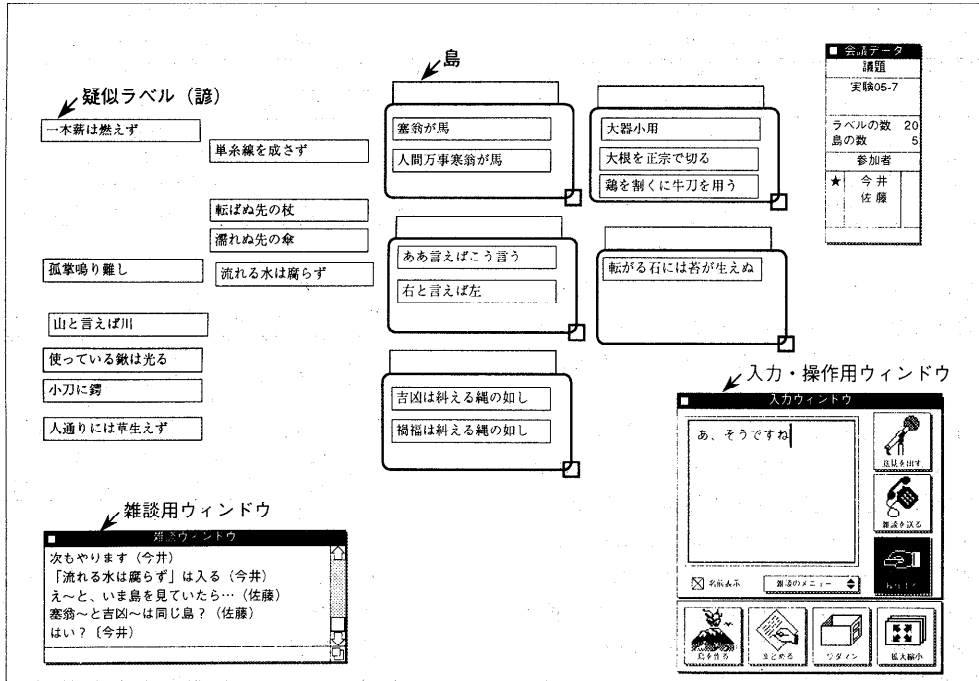 疑似ラベル（諺）
一木薪は燃えず
単糸線を成さず
転ばぬ先の杖
濡れぬ先の傘
孤掌鳴り難し
流れる水は腐らず
山と言えば川
使っている鍬は光る
小刀に鍔
人通りには草生えず
島
塞翁が馬
人間万事塞翁が馬
大器小用
大根を正宗で切る
鶏を割くに牛刀を用う
ああ言えばこう言う
右と言えば左
転がる石には苔が生えぬ
吉凶は糾える縄の如し
禍福は糾える縄の如し
会議データ
議題
実験05-7
ラベルの数 20
島の数 5
参加者
★ 今井
佐藤
雑談用ウィンドウ
雑談ウィンドウ
次もやります（今井）
「流れる水は腐らず」は入る（今井）
え～と、いま島を見ていたら…（佐藤）
塞翁～と吉凶～は同じ島？（佐藤）
はい？〔今井）
入力・操作用ウィンドウ
入力ウィンドウ
あ、そうですね
意見を出す
雑談を送る
名前表示
雑談のメニュー
島を作る
まとめる
拡大縮小